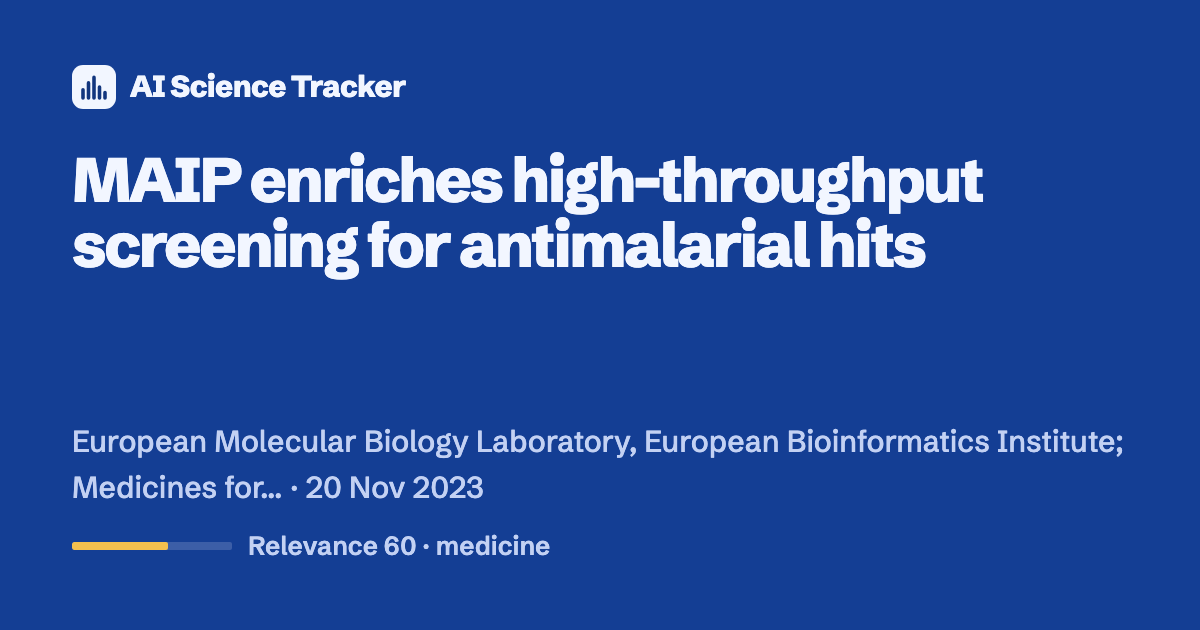 AI Science Tracker
MAIP enriches high-throughput
screening for antimalarial hits
European Molecular Biology Laboratory, European Bioinformatics Institute;
Medicines for... · 20 Nov 2023
Relevance 60 · medicine